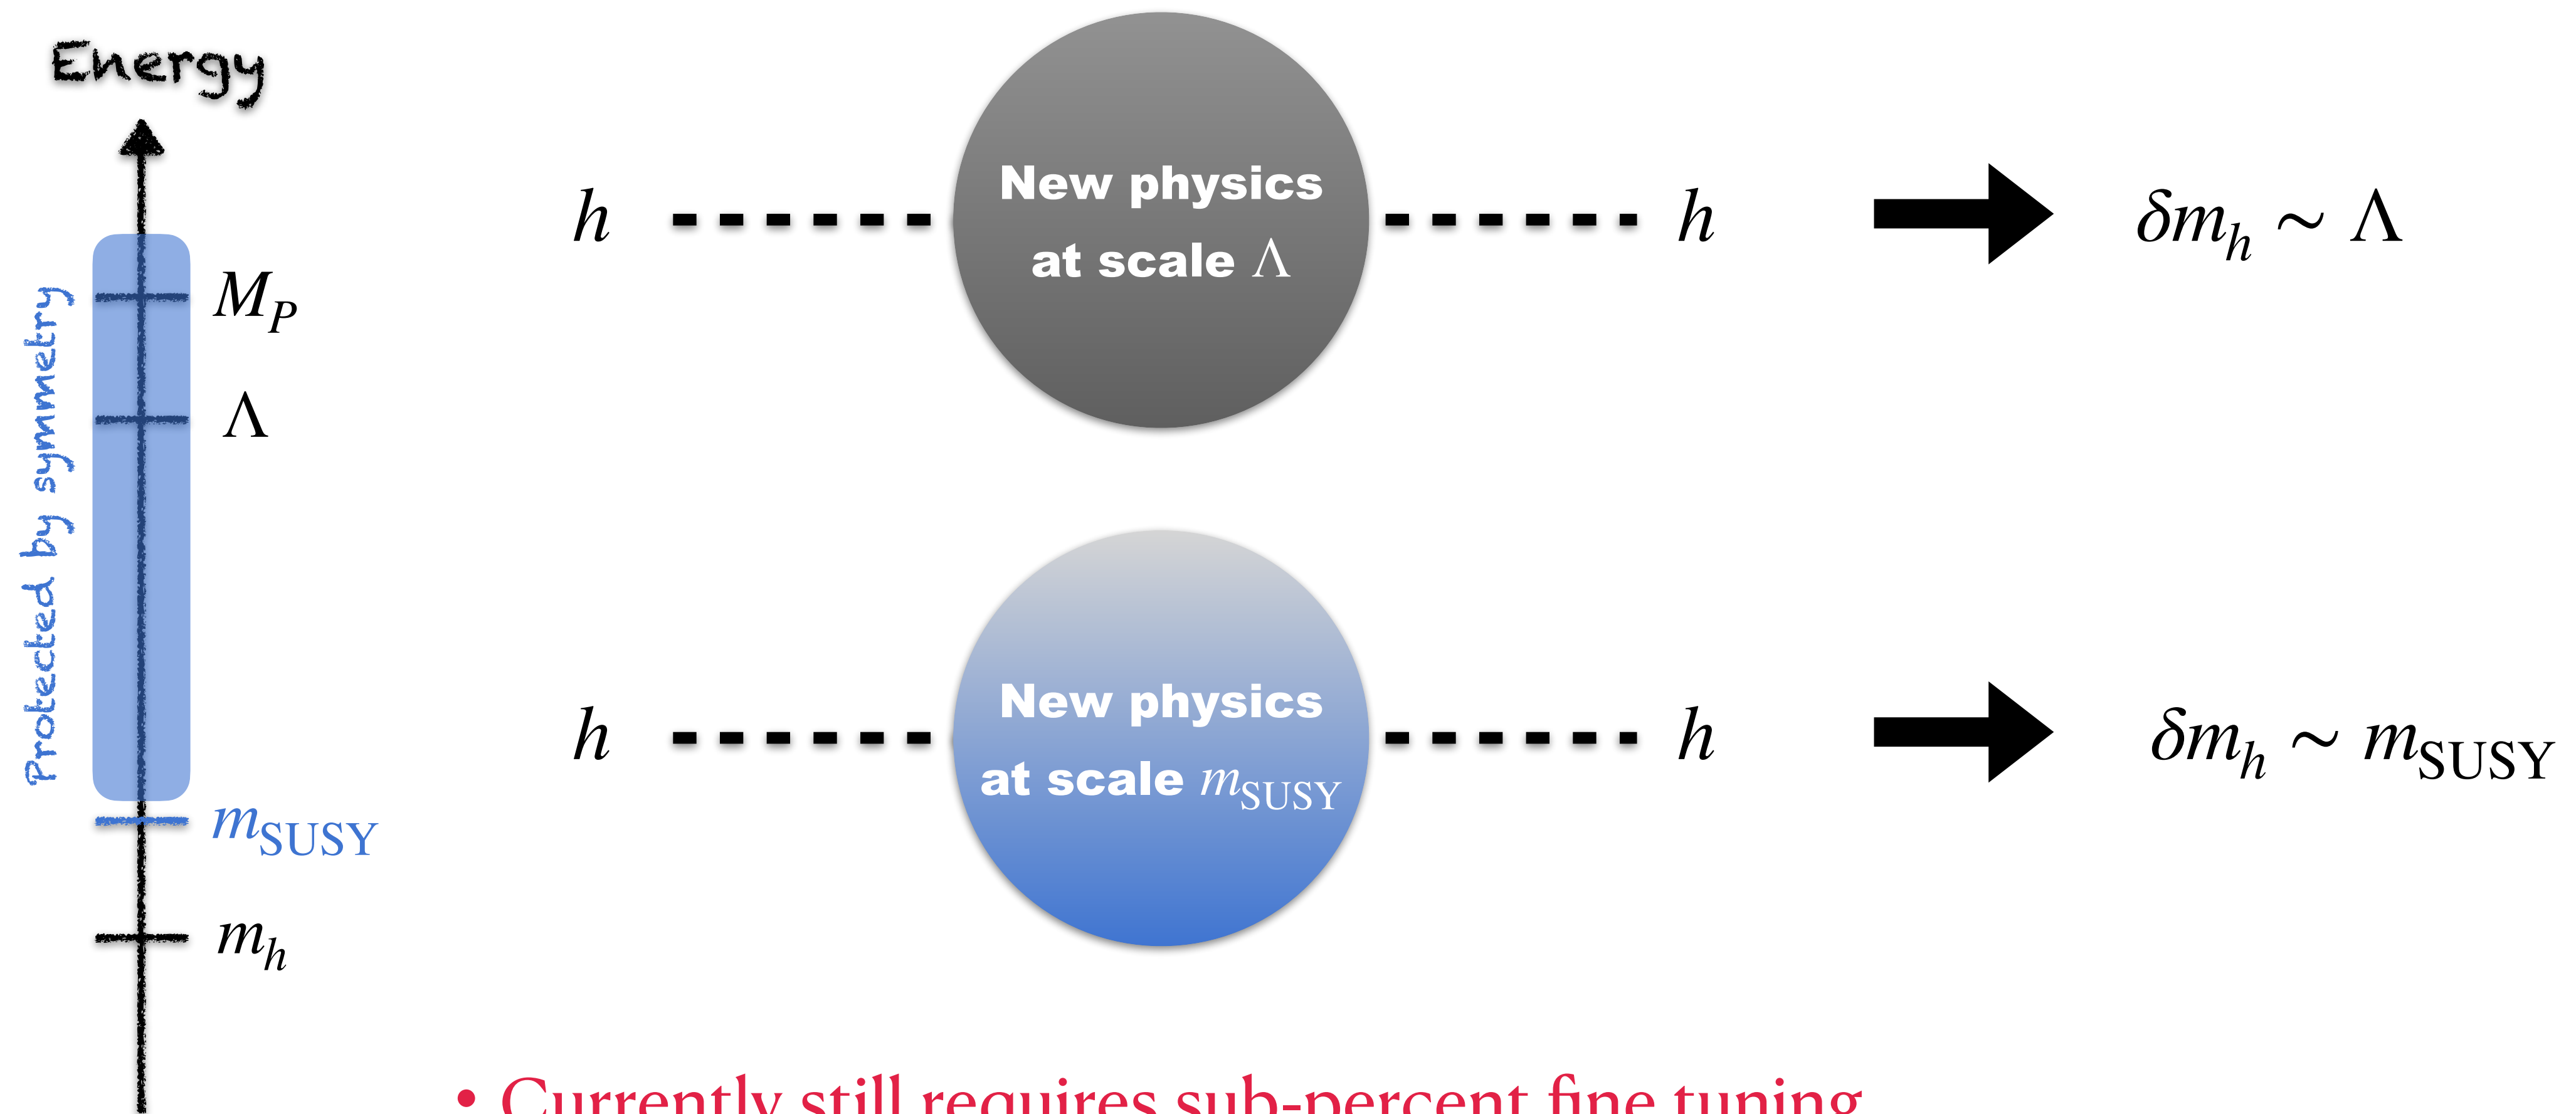 Energy
M_P
Λ
Protected by symmetry
m_SUSY
m_h
h
New physics
at scale Λ
h
δm_h ~ Λ
h
New physics
at scale m_SUSY
h
δm_h ~ m_SUSY
• Currently still requires sub-percent fine tuning